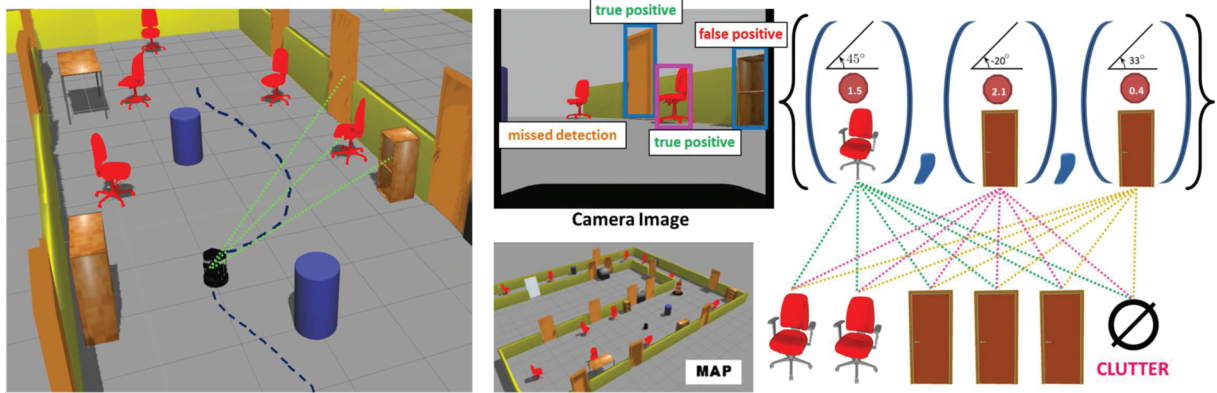 true positive
false positive
missed detection
true positive
Camera Image
MAP
45°
-20°
33°
1.5
2.1
0.4
CLUTTER